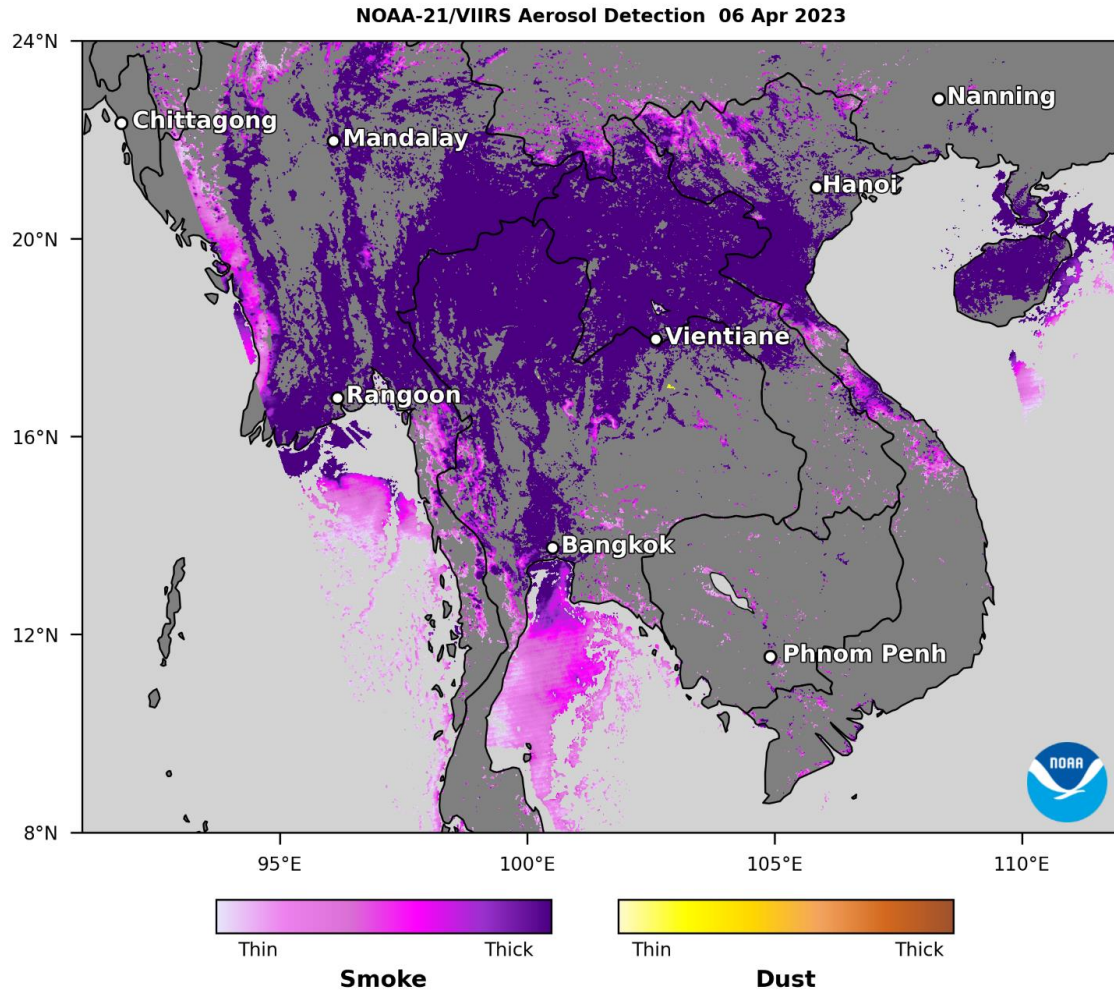 NOAA-21/VIIRS Aerosol Detection  06 Apr 2023
24°N
Chittagong
Mandalay
Nanning
Hanoi
20°N
Vientiane
Rangoon
16°N
Bangkok
12°N
Phnom Penh
NOAA
8°N
95°E 100°E 105°E 110°E
Thin Thick Thin Thick
Smoke Dust